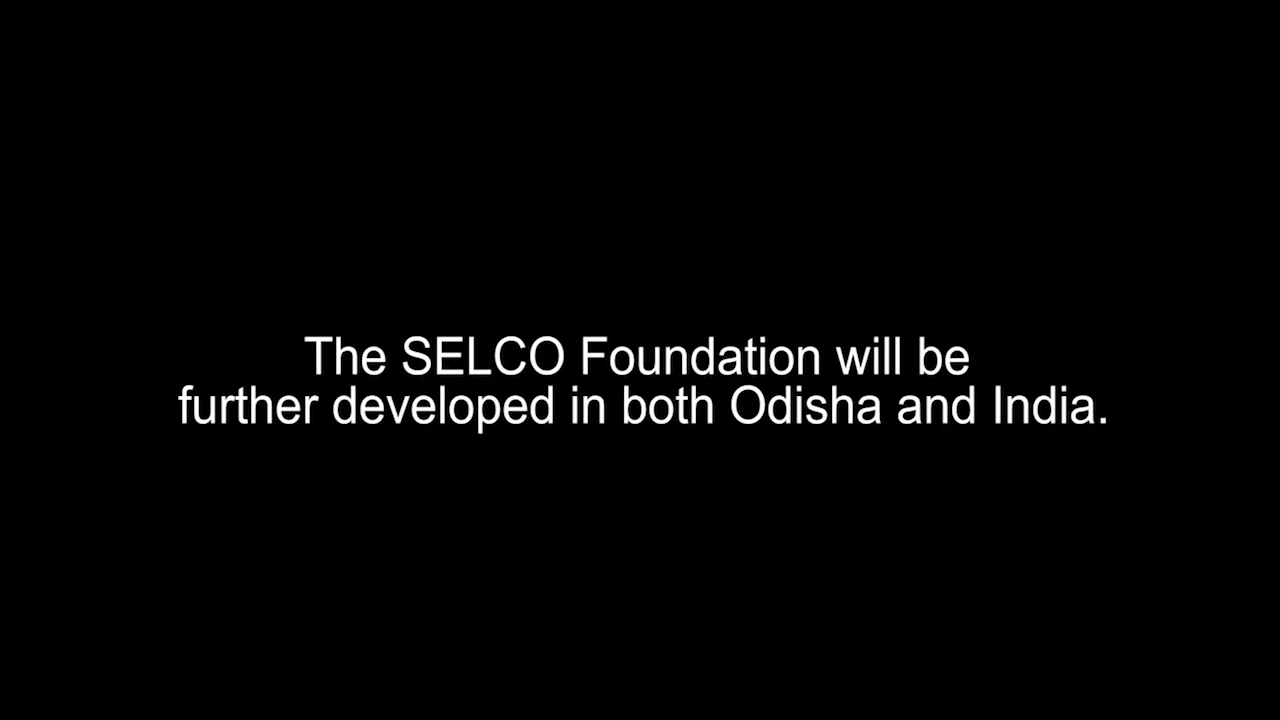 The SELCO Foundation will be
further developed in both Odisha and India.